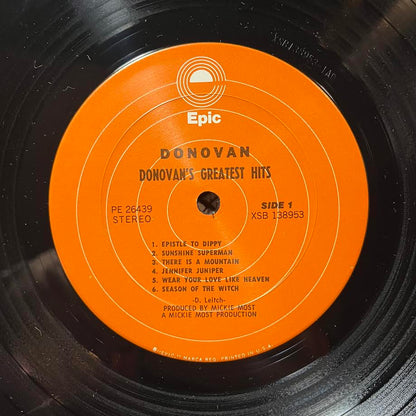 Epic
DONOVAN
DONOVAN'S GREATEST HITS
PE 26439
STEREO
SIDE 1
XSB 138953
1. EPISTLE TO DIPPY
2. SUNSHINE SUPERMAN
3. THERE IS A MOUNTAIN
4. JENNIFER JUNIPER
5. WEAR YOUR LOVE LIKE HEAVEN
6. SEASON OF THE WITCH
-D. Leitch-
PRODUCED BY MICKIE MOST
A MICKIE MOST PRODUCTION
MARCA REG. PRINTED IN U.S.A.